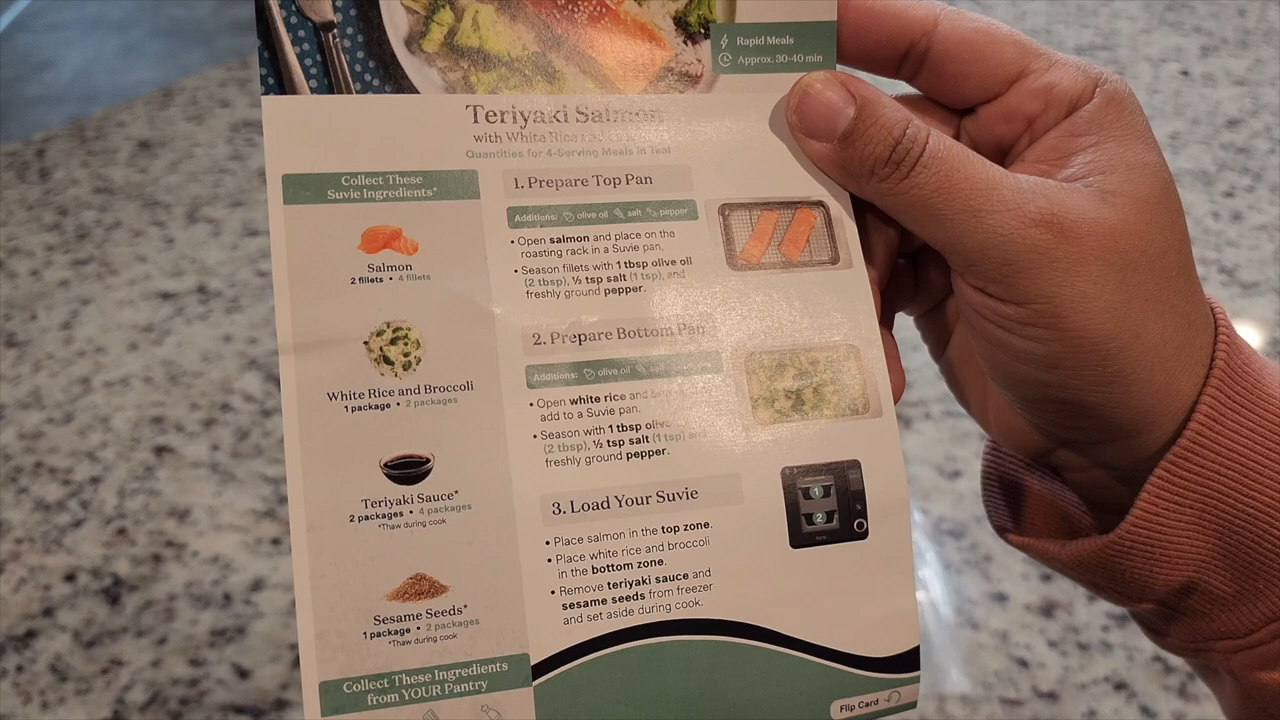 Rapid Meals
Approx. 30-40 min
Teriyaki Salmon
with White Rice
Quantities for 4-Serving Meals in Teal
Collect These
Suvie Ingredients*
Salmon
2 fillets • 4 fillets
White Rice and Broccoli
1 package • 2 packages
Teriyaki Sauce*
2 packages • 4 packages
*Thaw during cook
Sesame Seeds*
1 package • 2 packages
*Thaw during cook
Collect These Ingredients
from YOUR Pantry
1. Prepare Top Pan
Additions: olive oil salt pepper
• Open salmon and place on the
roasting rack in a Suvie pan.
• Season fillets with 1 tbsp olive oil
(2 tbsp), ½ tsp salt (1 tsp), and
freshly ground pepper.
2. Prepare Bottom Pan
Additions: olive oil
• Open white rice and
add to a Suvie pan.
• Season with 1 tbsp olive
(2 tbsp), ½ tsp salt (1 tsp) and
freshly ground pepper.
3. Load Your Suvie
• Place salmon in the top zone.
• Place white rice and broccoli
in the bottom zone.
• Remove teriyaki sauce and
sesame seeds from freezer
and set aside during cook.
1
2
Flip Card